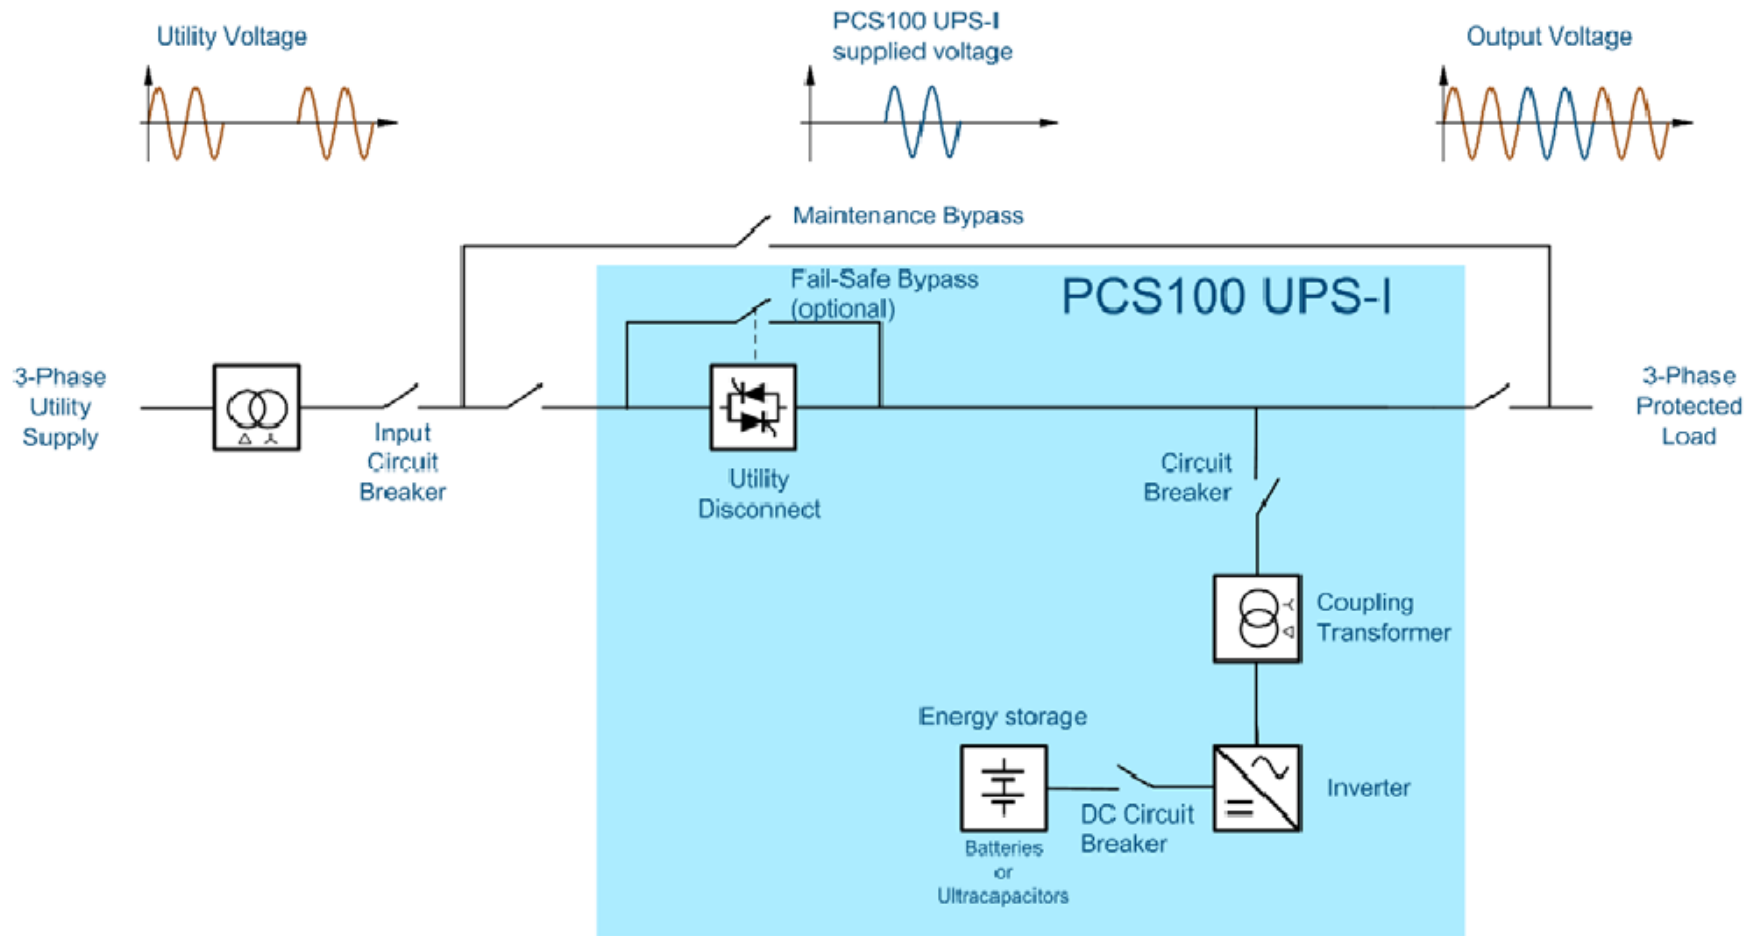 Utility Voltage
PCS100 UPS-I
supplied voltage
Output Voltage
Maintenance Bypass
Fail-Safe Bypass
(optional)
PCS100 UPS-I
3-Phase
Utility
Supply
Input
Circuit
Breaker
Utility
Disconnect
Circuit
Breaker
3-Phase
Protected
Load
Coupling
Transformer
Energy storage
Inverter
DC Circuit
Breaker
Batteries
or
Ultracapacitors